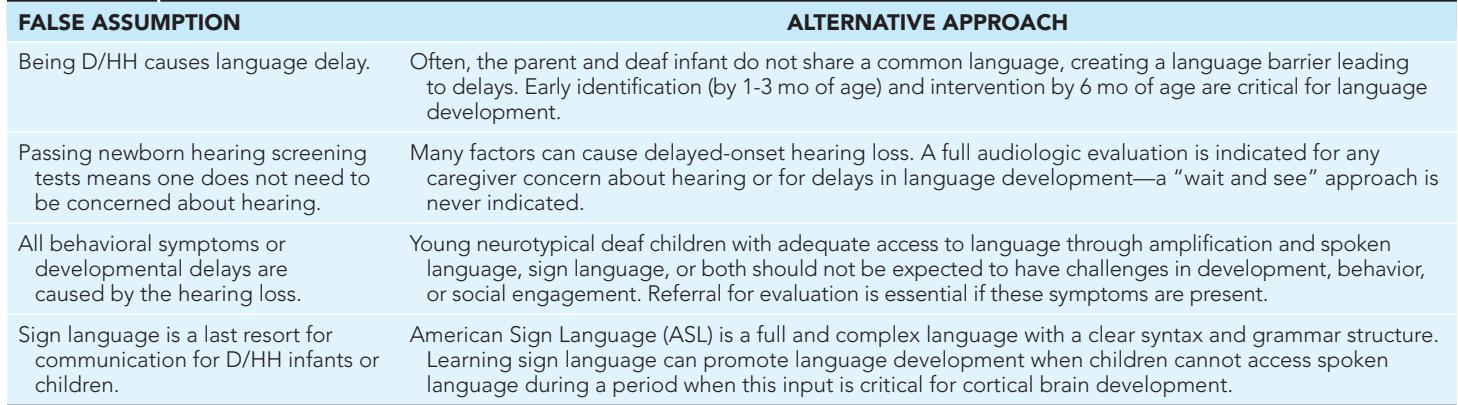 FALSE ASSUMPTION
ALTERNATIVE APPROACH
Being D/HH causes language delay.
Often, the parent and deaf infant do not share a common language, creating a language barrier leading
to delays. Early identification (by 1-3 mo of age) and intervention by 6 mo of age are critical for language
development.
Passing newborn hearing screening
tests means one does not need to
be concerned about hearing.
Many factors can cause delayed-onset hearing loss. A full audiologic evaluation is indicated for any
caregiver concern about hearing or for delays in language development—a “wait and see” approach is
never indicated.
All behavioral symptoms or
developmental delays are
caused by the hearing loss.
Young neurotypical deaf children with adequate access to language through amplification and spoken
language, sign language, or both should not be expected to have challenges in development, behavior,
or social engagement. Referral for evaluation is essential if these symptoms are present.
Sign language is a last resort for
communication for D/HH infants or
children.
American Sign Language (ASL) is a full and complex language with a clear syntax and grammar structure.
Learning sign language can promote language development when children cannot access spoken
language during a period when this input is critical for cortical brain development.